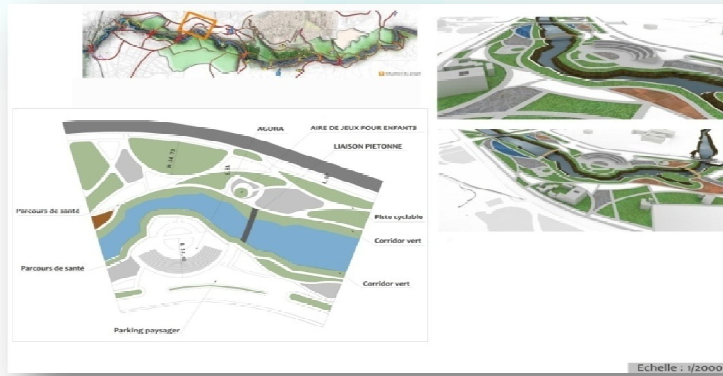 AGORA
AIRE DE JEUX POUR ENFANTS
LIAISON PIETONNE
Parcours de santé
Piste cyclable
Corridor vert
Parcours de santé
Corridor vert
Parking paysager
Echelle : 1/2000